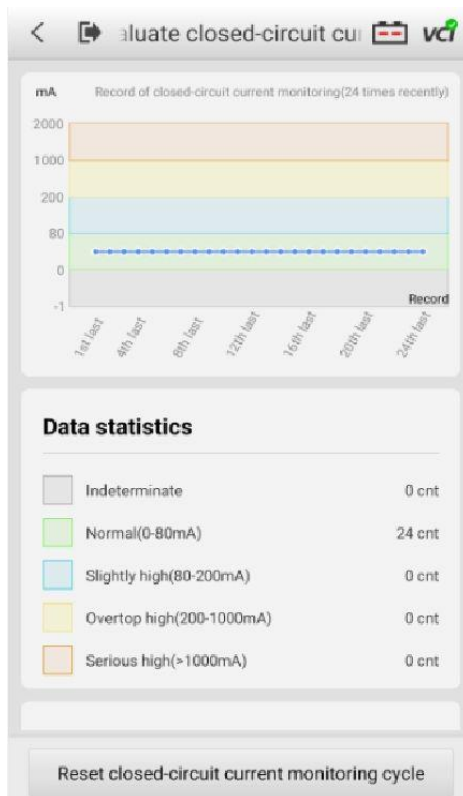 aluate closed-circuit cu
vci
mA Record of closed-circuit current monitoring(24 times recently)
2000
1000
200
80
0
-1
Record
1st last 4th last 8th last 12th last 16th last 20th last 24th last
Data statistics
Indeterminate 0 cnt
Normal(0-80mA) 24 cnt
Slightly high(80-200mA) 0 cnt
Overtop high(200-1000mA) 0 cnt
Serious high(>1000mA) 0 cnt
Reset closed-circuit current monitoring cycle